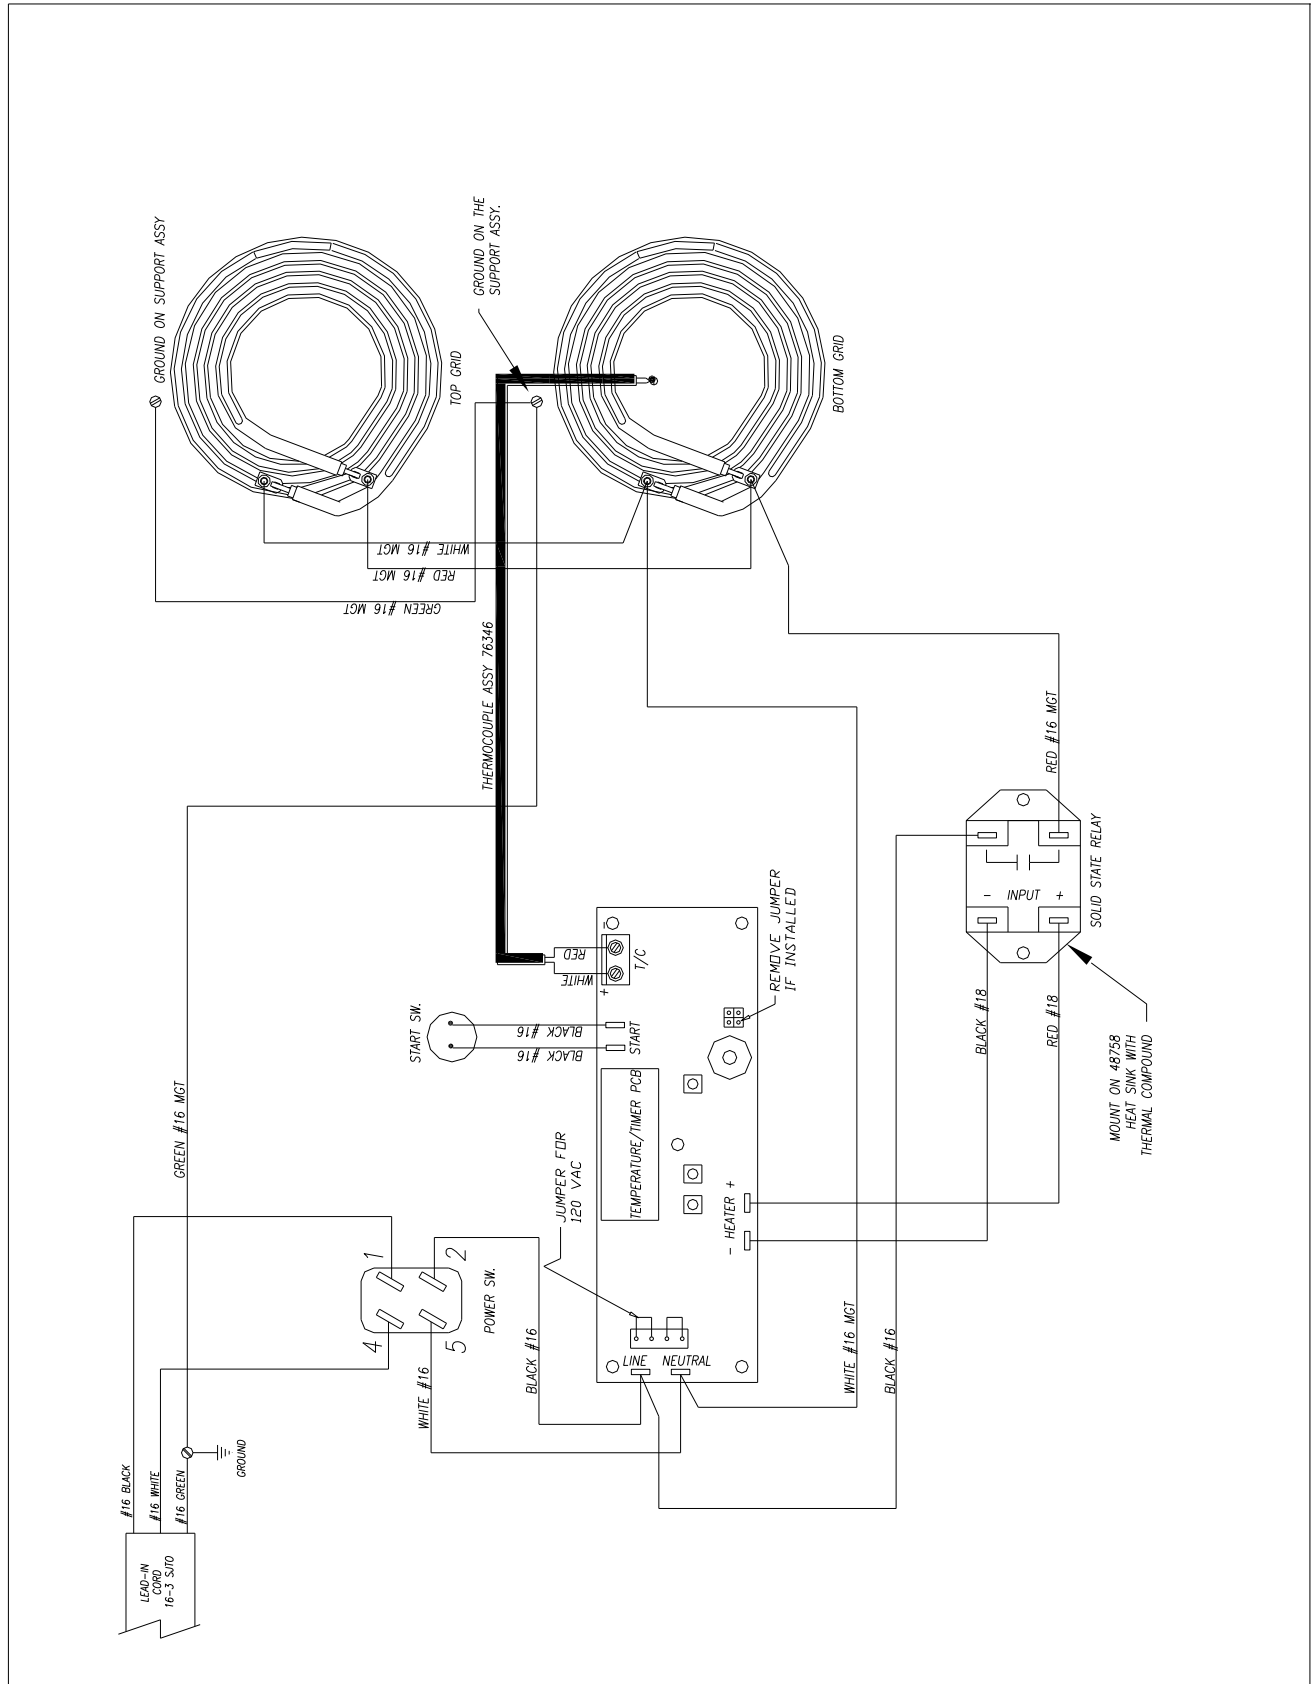 LEAD-IN
CORD
16-3 SJTO
#16 BLACK
#16 WHITE
#16 GREEN
GROUND
GREEN #16 MGT
1
2
4
5
POWER SW.
WHITE #16
BLACK #16
JUMPER FOR
120 VAC
LINE
NEUTRAL
TEMPERATURE/TIMER PCB
- HEATER +
START SW.
BLACK #16
BLACK #16
START
WHITE
RED
+
-
T/C
REMOVE JUMPER
IF INSTALLED
THERMOCOUPLE ASSY 76346
GROUND ON SUPPORT ASSY
TOP GRID
GROUND ON THE
SUPPORT ASSY.
BOTTOM GRID
WHITE #16 MGT
RED #16 MGT
GREEN #16 MGT
WHITE #16 MGT
BLACK #16
BLACK #18
RED #18
RED #16 MGT
- INPUT +
SOLID STATE RELAY
MOUNT ON 48758
HEAT SINK WITH
THERMAL COMPOUND